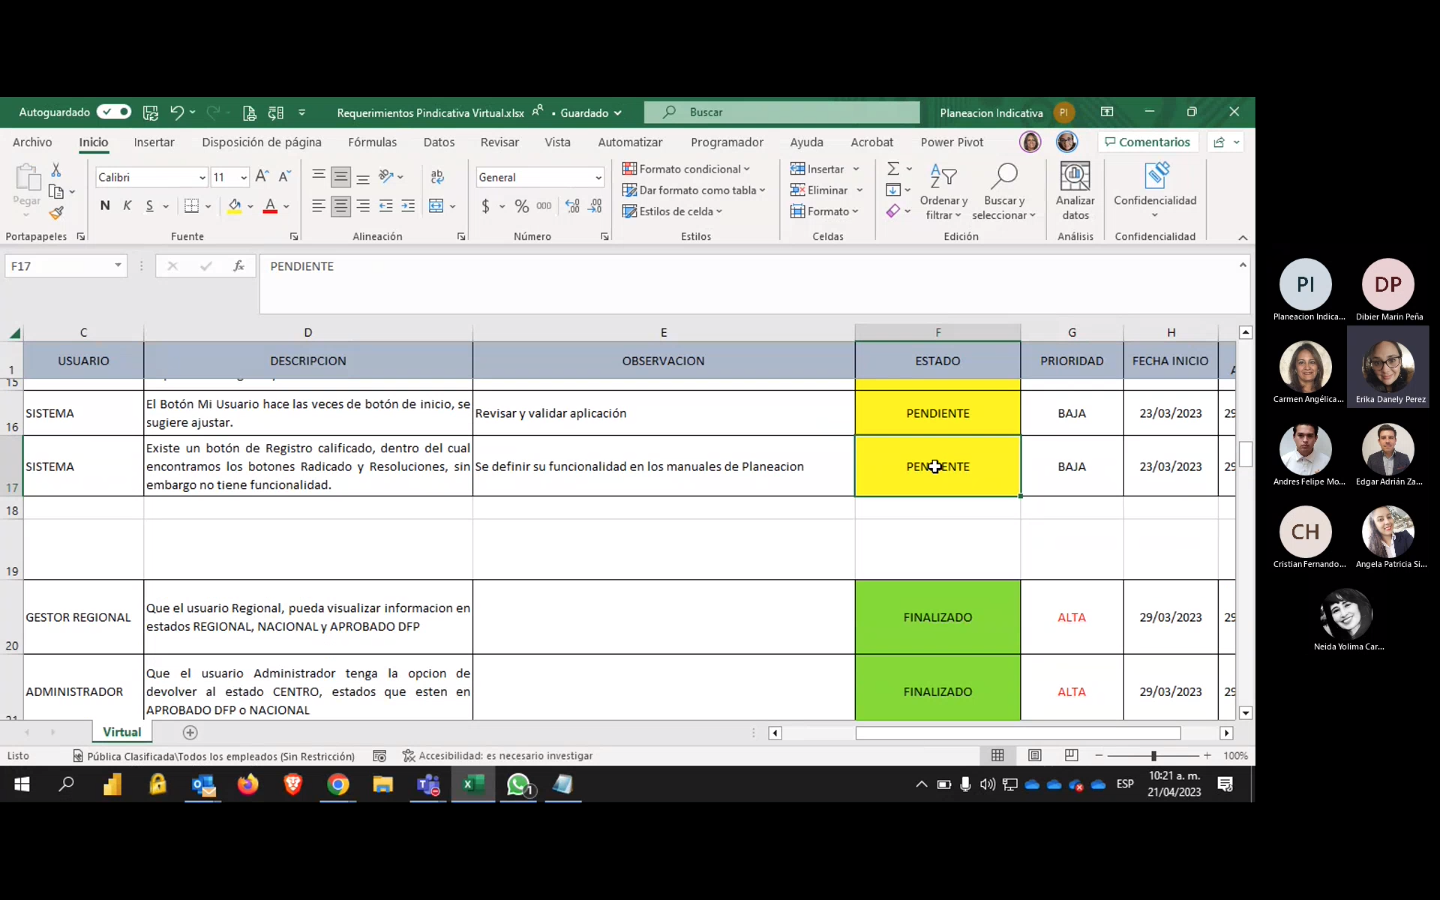 Autoguardado
Requerimientos Pindicativa Virtual.xlsx • Guardado
Buscar
Planeacion Indicativa PI
Archivo Inicio Insertar Disposición de página Fórmulas Datos Revisar Vista Automatizar Programador Ayuda Acrobat Power Pivot Comentarios
Pegar
Calibri 11
General
Formato condicional
Dar formato como tabla
Estilos de celda
Insertar
Eliminar
Formato
Ordenar y filtrar
Buscar y seleccionar
Analizar datos
Confidencialidad
N K S
$ % 000
Portapapeles Fuente Alineación Número Estilos Celdas Edición Análisis Confidencialidad
F17 fx PENDIENTE
C D E F G H
1 USUARIO DESCRIPCION OBSERVACION ESTADO PRIORIDAD FECHA INICIO
15
16 SISTEMA El Botón Mi Usuario hace las veces de botón de inicio, se
sugiere ajustar. Revisar y validar aplicación PENDIENTE BAJA 23/03/2023 29
17 SISTEMA Existe un botón de Registro calificado, dentro del cual
encontramos los botones Radicado y Resoluciones, sin
embargo no tiene funcionalidad. Se definir su funcionalidad en los manuales de Planeacion PENDIENTE BAJA 23/03/2023 29
18
19
20 GESTOR REGIONAL Que el usuario Regional, pueda visualizar informacion en
estados REGIONAL, NACIONAL y APROBADO DFP FINALIZADO ALTA 29/03/2023 29
21 ADMINISTRADOR Que el usuario Administrador tenga la opcion de
devolver al estado CENTRO, estados que esten en
APROBADO DFP o NACIONAL FINALIZADO ALTA 29/03/2023 29
Virtual
Listo Pública Clasificada\Todos los empleados (Sin Restricción) Accesibilidad: es necesario investigar 100%
1 ESP 10:21 a. m.
21/04/2023
PI DP
Planeacion Indica... Dibier Marin Peña
Carmen Angélica... Erika Danely Perez
Andres Felipe Mo... Edgar Adrián Za...
CH
Cristian Fernando... Angela Patricia Si...
Neida Yolima Car...